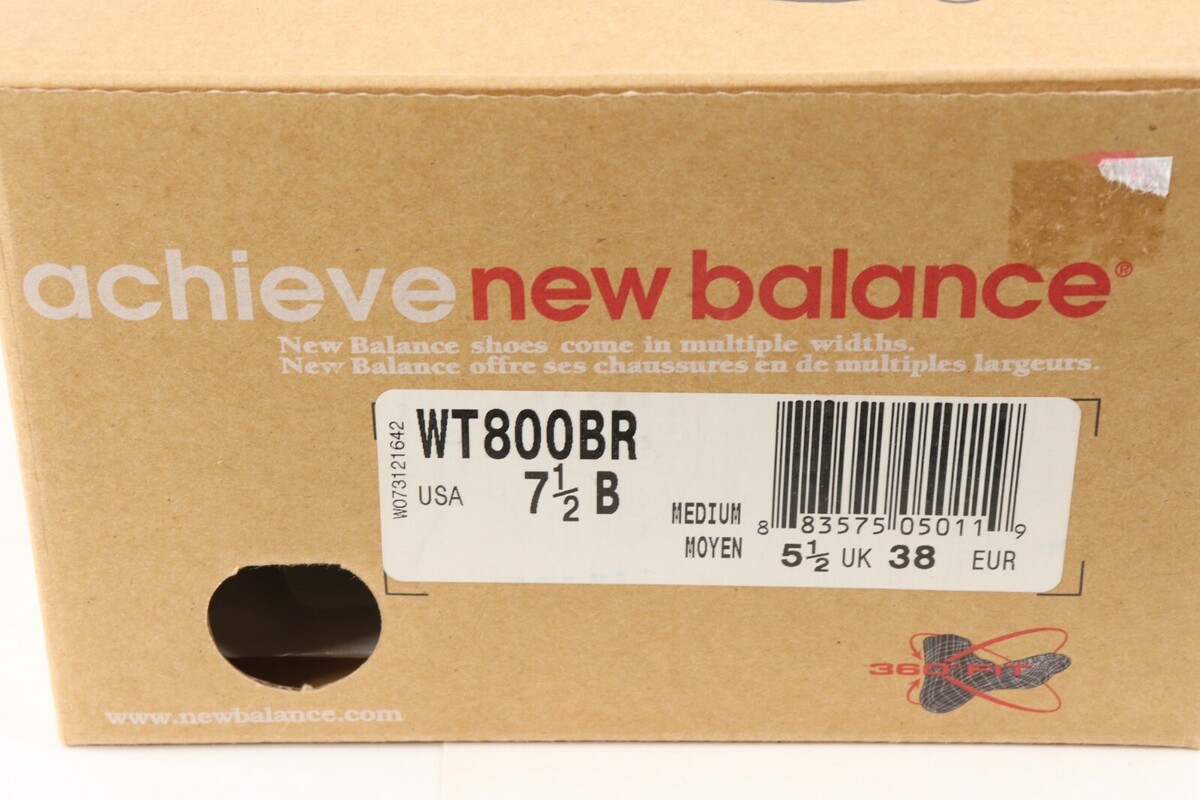 achieve new balance®
New Balance shoes come in multiple widths.
New Balance offre ses chaussures en de multiples largeurs.
W073121642
WT800BR
USA 7½ B
MEDIUM
MOYEN
8 83575 05011 9
5½ UK 38 EUR
360° FIT
www.newbalance.com